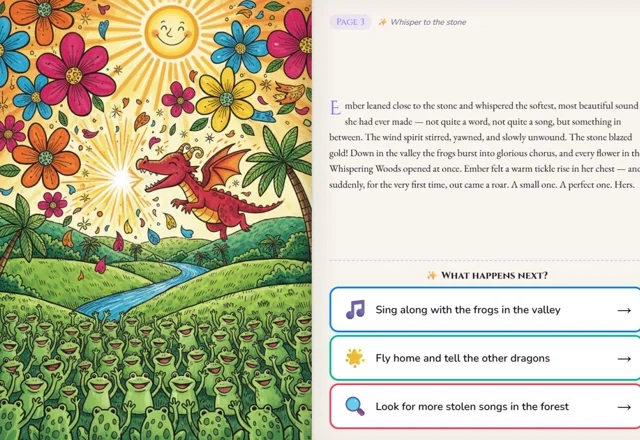 PAGE 3 ✨ Whisper to the stone
Ember leaned close to the stone and whispered the softest, most beautiful sound
she had ever made — not quite a word, not quite a song, but something in
between. The wind spirit stirred, yawned, and slowly unwound. The stone blazed
gold! Down in the valley the frogs burst into glorious chorus, and every flower in the
Whispering Woods opened at once. Ember felt a warm tickle rise in her chest — and
suddenly, for the very first time, out came a roar. A small one. A perfect one. Hers.
✨ WHAT HAPPENS NEXT?
Sing along with the frogs in the valley →
Fly home and tell the other dragons →
Look for more stolen songs in the forest →